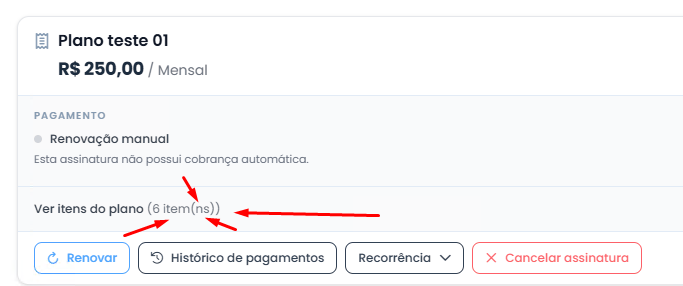 Plano teste 01
R$ 250,00 / Mensal
PAGAMENTO
Renovação manual
Esta assinatura não possui cobrança automática.
Ver itens do plano (6 item(ns))
Renovar Histórico de pagamentos Recorrência Cancelar assinatura